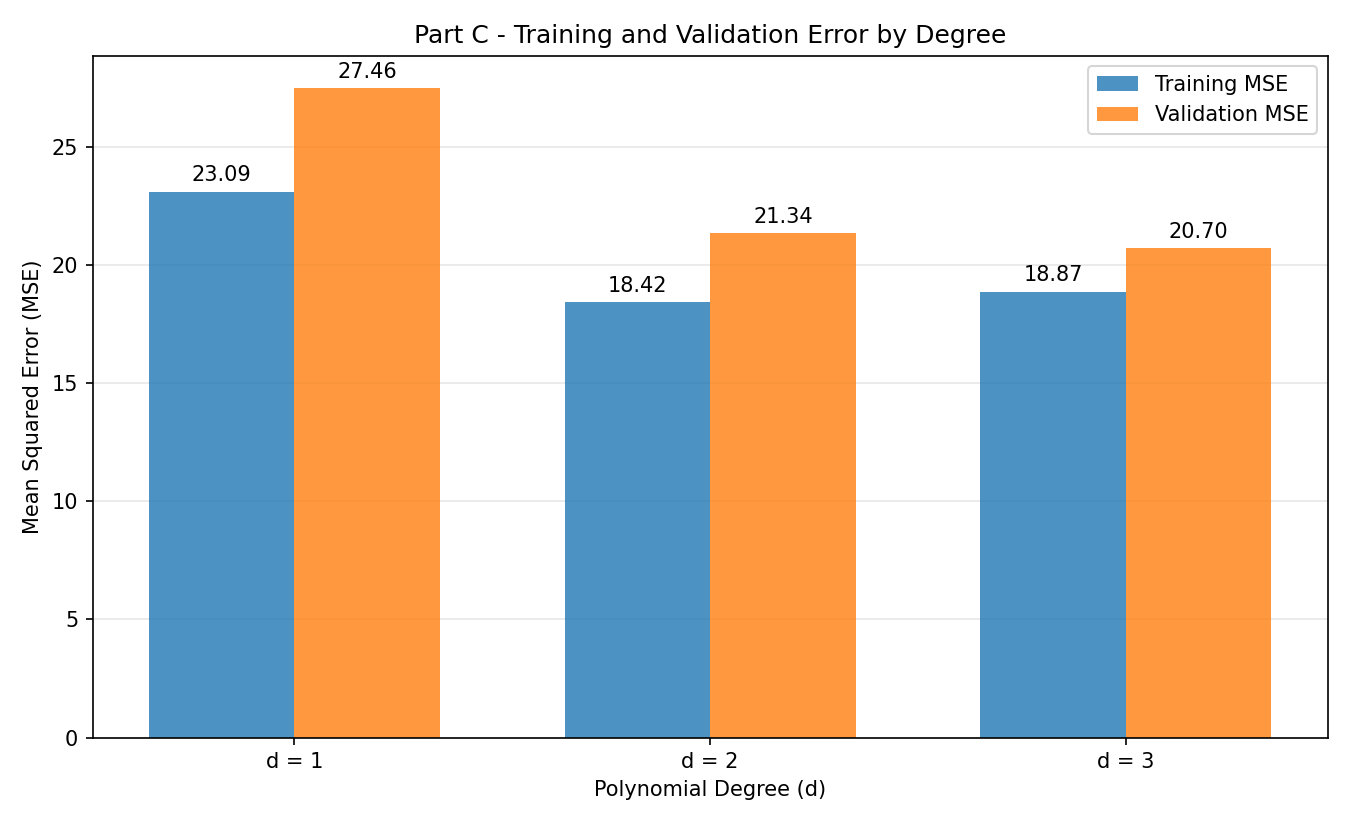 Part C - Training and Validation Error by Degree
Training MSE
Validation MSE
27.46
23.09
21.34
18.42
20.70
18.87
25
20
15
10
5
0
Mean Squared Error (MSE)
d = 1
d = 2
d = 3
Polynomial Degree (d)